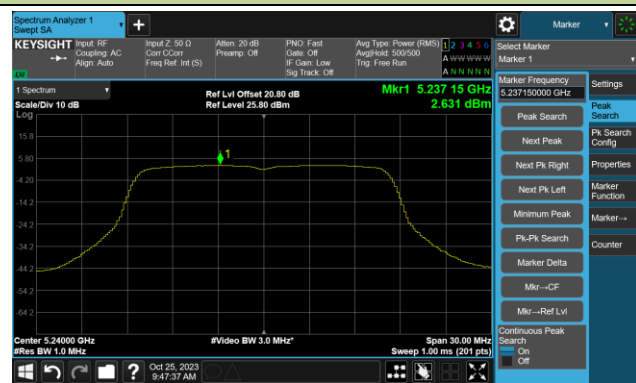 Spectrum Analyzer 1
Swept SA
Marker
KEYSIGHT
Input: RF
Coupling: AC
Align: Auto
Input Z: 50 Ω
Corr CCorr
Freq Ref: Int (S)
Atten: 20 dB
Preamp: Off
PNO: Fast
Gate: Off
IF Gain: Low
Sig Track: Off
Avg Type: Power (RMS)
Avg|Hold: 500/500
Trig: Free Run
1 2 3 4 5 6
A W W W W W
A N N N N N
LW
Select Marker
Marker 1
1 Spectrum
Scale/Div 10 dB
Log
Ref Lvl Offset 20.80 dB
Ref Level 25.80 dBm
Mkr1 5.237 15 GHz
2.631 dBm
15.8
5.80
-4.20
-14.2
-24.2
-34.2
-44.2
-54.2
-64.2
1
Center 5.24000 GHz
#Res BW 1.0 MHz
#Video BW 3.0 MHz*
Span 30.00 MHz
Sweep 1.00 ms (201 pts)
Marker Frequency
5.237150000 GHz
Peak Search
Next Peak
Next Pk Right
Next Pk Left
Minimum Peak
Pk-Pk Search
Marker Delta
Mkr→CF
Mkr→Ref Lvl
Continuous Peak
Search
On
Off
Settings
Peak
Search
Pk Search
Config
Properties
Marker
Function
Marker→
Counter
Oct 25, 2023
9:47:37 AM